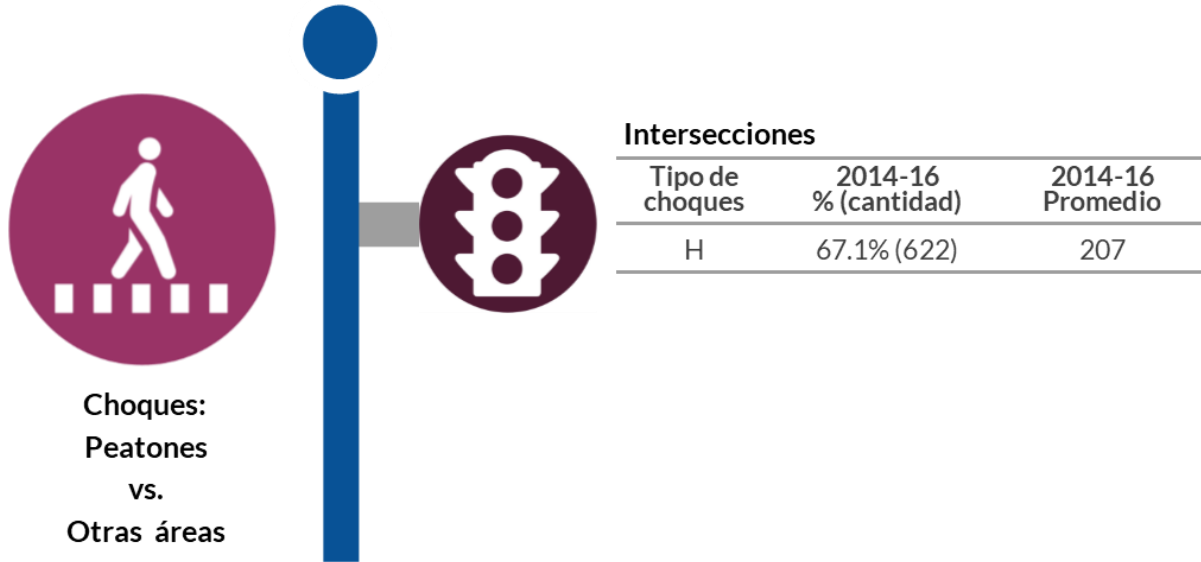 Choques:
Peatones
vs.
Otras áreas
Intersecciones
Tipo de choques 2014-16 % (cantidad) 2014-16 Promedio
H 67.1% (622) 207